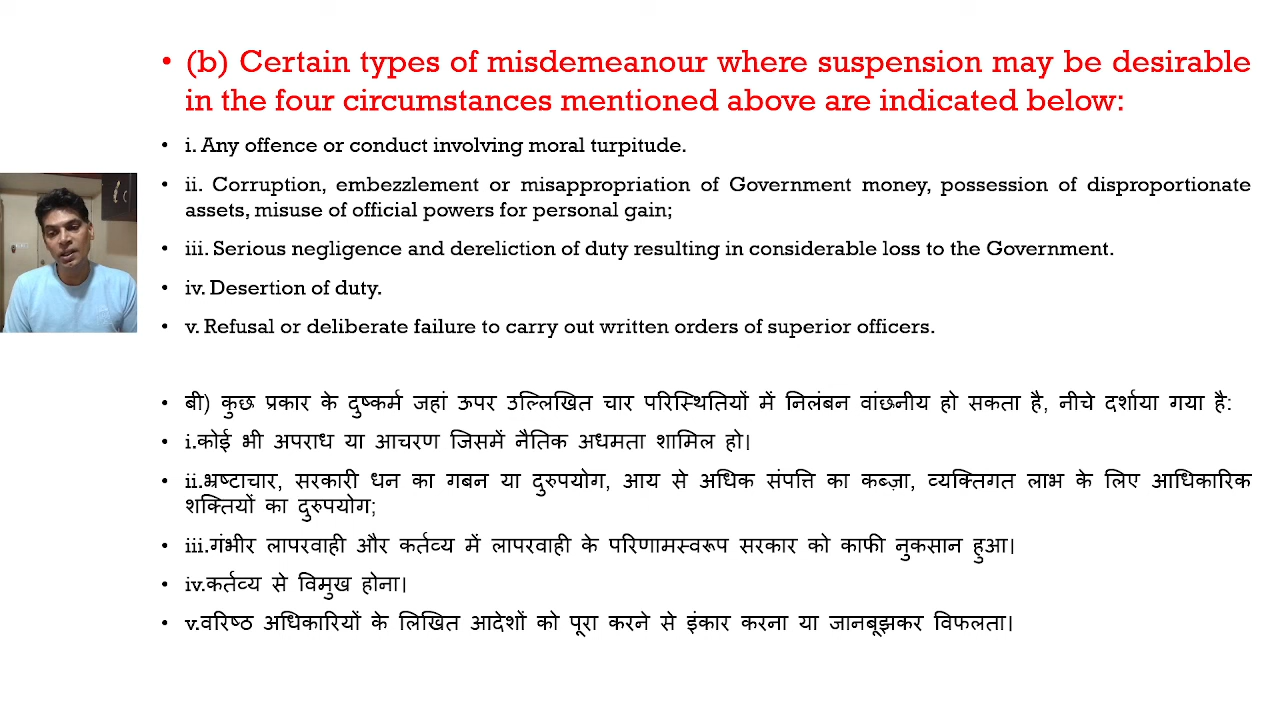 • (b) Certain types of misdemeanour where suspension may be desirable
in the four circumstances mentioned above are indicated below:
• i. Any offence or conduct involving moral turpitude.
• ii. Corruption, embezzlement or misappropriation of Government money, possession of disproportionate
assets, misuse of official powers for personal gain;
• iii. Serious negligence and dereliction of duty resulting in considerable loss to the Government.
• iv. Desertion of duty.
• v. Refusal or deliberate failure to carry out written orders of superior officers.
• बी) कुछ प्रकार के दुष्कर्म जहां ऊपर उल्लिखित चार परिस्थितियों में निलंबन वांछनीय हो सकता है, नीचे दर्शाया गया है:
• i.कोई भी अपराध या आचरण जिसमें नैतिक अधमता शामिल हो।
• ii.भ्रष्टाचार, सरकारी धन का गबन या दुरुपयोग, आय से अधिक संपत्ति का कब्ज़ा, व्यक्तिगत लाभ के लिए आधिकारिक
शक्तियों का दुरुपयोग;
• iii.गंभीर लापरवाही और कर्तव्य में लापरवाही के परिणामस्वरूप सरकार को काफी नुकसान हुआ।
• iv.कर्तव्य से विमुख होना।
• v.वरिष्ठ अधिकारियों के लिखित आदेशों को पूरा करने से इंकार करना या जानबूझकर विफलता।